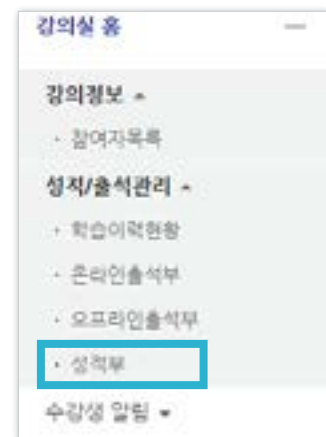 강의실 홈
강의정보
· 참여자목록
성적/출석관리
· 학습이력현황
· 온라인출석부
· 오프라인출석부
· 성적부
수강생 알림